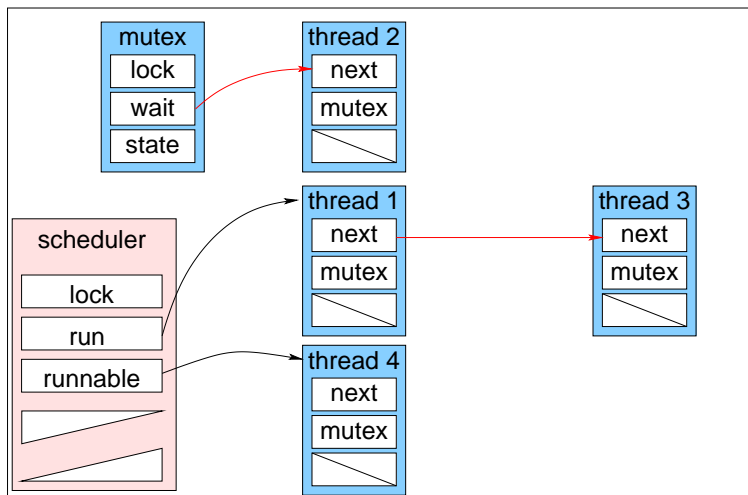 mutex
lock
wait
state
thread 2
next
mutex
thread 1
next
mutex
thread 3
next
mutex
scheduler
lock
run
runnable
thread 4
next
mutex